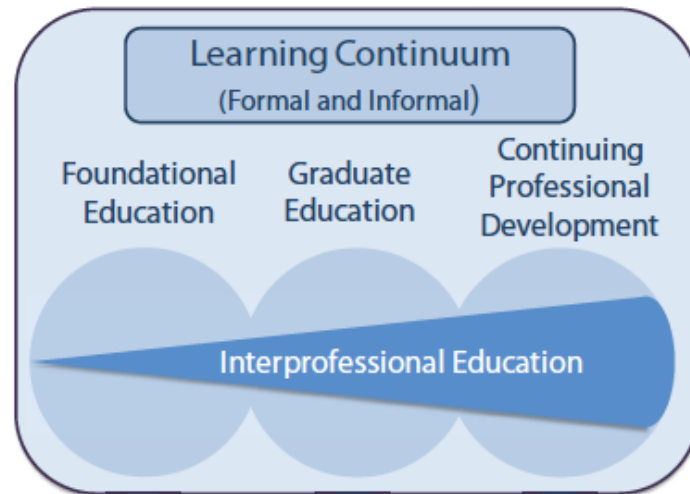 Learning Continuum
(Formal and Informal)
Foundational
Education
Graduate
Education
Continuing
Professional
Development
Interprofessional Education